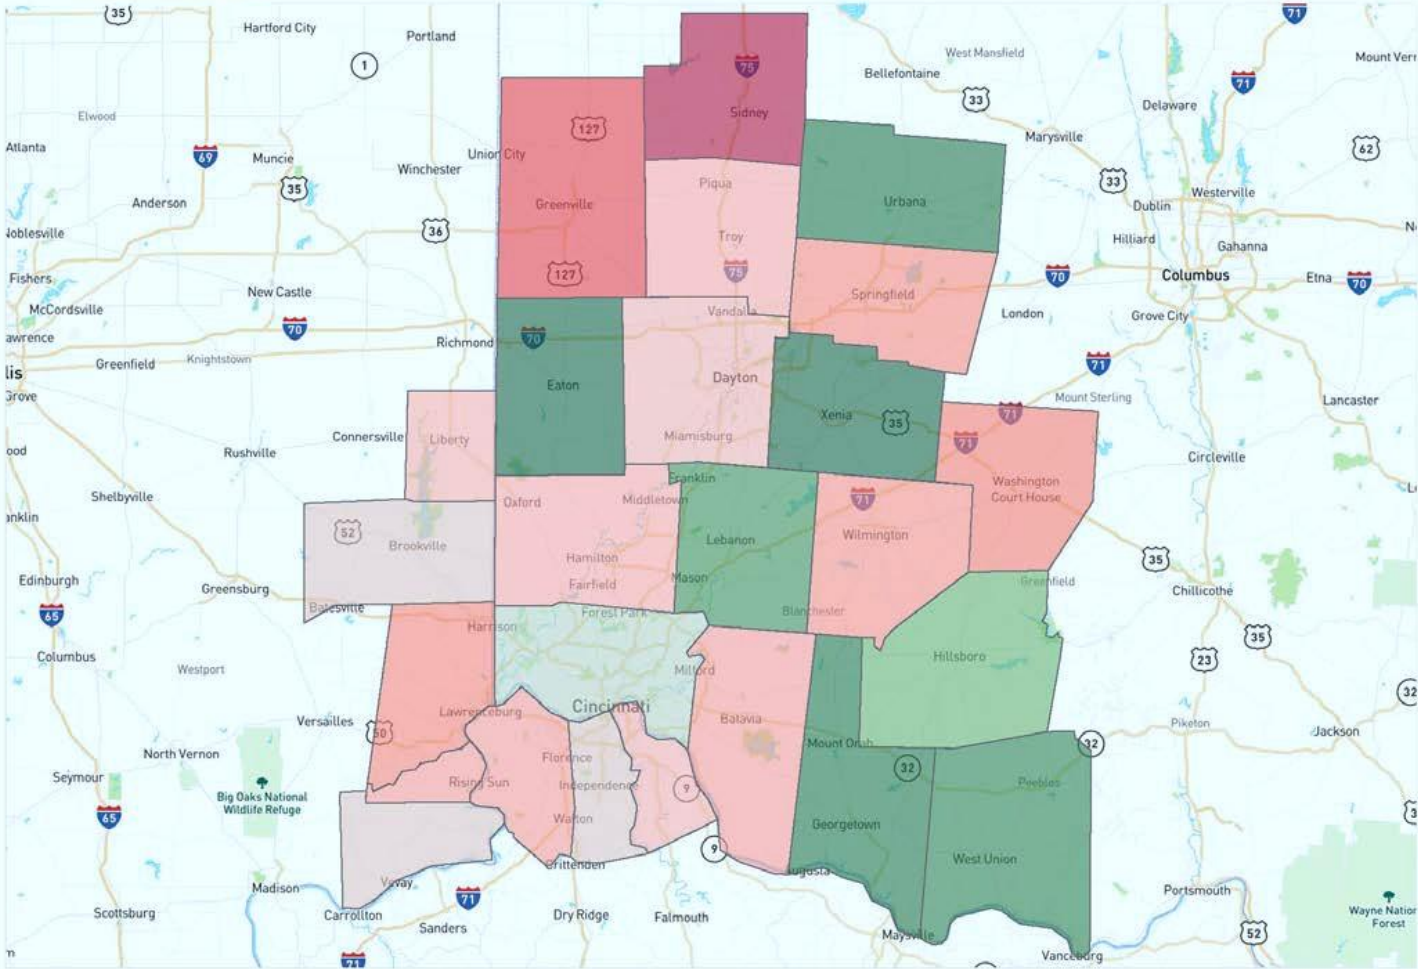 35
71
Hartford City
Portland
West Mansfield
1
75
Bellefontaine
71
33
Delaware
Elwood
Sidney
127
Marysville
62
Atlanta
69
Muncie
Union City
Winchester
35
Piqua
33
Westerville
Anderson
Greenville
Urbana
Dublin
Noblesville
36
Troy
Hilliard
Gahanna
Fishers
127
75
70
Columbus
Etna
70
New Castle
Springfield
McCordsville
Vandalia
London
Grove City
70
70
Richmond
Greenfield
Knightstown
71
lis
Eaton
Dayton
Grove
Mount Sterling
Lancaster
Xenia
35
71
Connersville
Liberty
Miamisburg
71
Rushville
Circleville
Shelbyville
Franklin
Washington
Court House
Oxford
Middletown
71
52
Brookville
Lebanon
Wilmington
Hamilton
35
Edinburgh
Greensburg
Fairfield
Mason
Greenfield
Chillicothe
65
Batesville
Forest Park
Blanchester
Harrison
35
Columbus
Westport
Milford
Hillsboro
23
32
Cincinnati
Versailles
Lawrenceburg
Batavia
Piketon
50
Jackson
North Vernon
Mount Orab
32
Florence
32
Seymour
Rising Sun
Independence
9
Peebles
Big Oaks National
Wildlife Refuge
65
Walton
Georgetown
9
Crittenden
West Union
Augusta
Vevay
Madison
Portsmouth
71
Scottsburg
Carrollton
Sanders
Dry Ridge
Falmouth
Maysville
52
Vanceburg
71
Forest